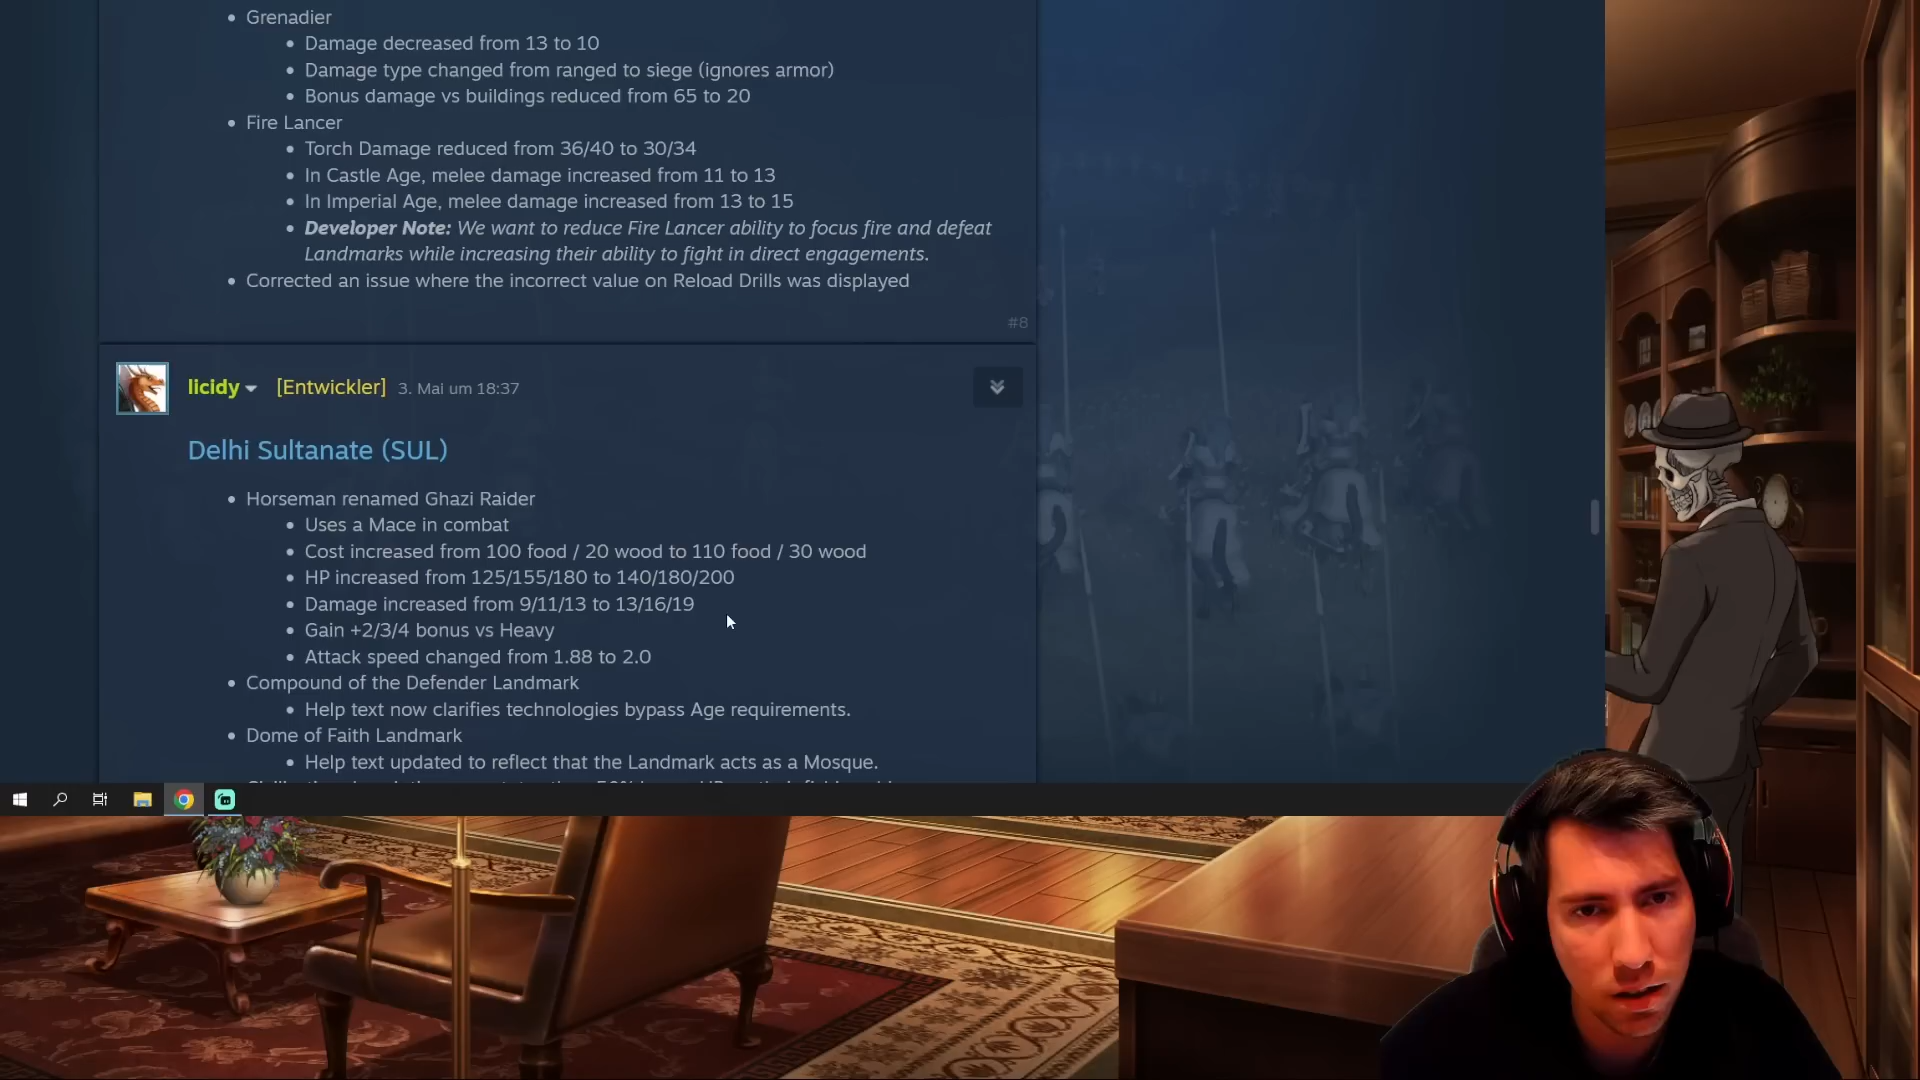 Grenadier
Damage decreased from 13 to 10
Damage type changed from ranged to siege (ignores armor)
Bonus damage vs buildings reduced from 65 to 20
Fire Lancer
Torch Damage reduced from 36/40 to 30/34
In Castle Age, melee damage increased from 11 to 13
In Imperial Age, melee damage increased from 13 to 15
Developer Note: We want to reduce Fire Lancer ability to focus fire and defeat
Landmarks while increasing their ability to fight in direct engagements.
Corrected an issue where the incorrect value on Reload Drills was displayed
#8
licidy [Entwickler] 3. Mai um 18:37
Delhi Sultanate (SUL)
Horseman renamed Ghazi Raider
Uses a Mace in combat
Cost increased from 100 food / 20 wood to 110 food / 30 wood
HP increased from 125/155/180 to 140/180/200
Damage increased from 9/11/13 to 13/16/19
Gain +2/3/4 bonus vs Heavy
Attack speed changed from 1.88 to 2.0
Compound of the Defender Landmark
Help text now clarifies technologies bypass Age requirements.
Dome of Faith Landmark
Help text updated to reflect that the Landmark acts as a Mosque.